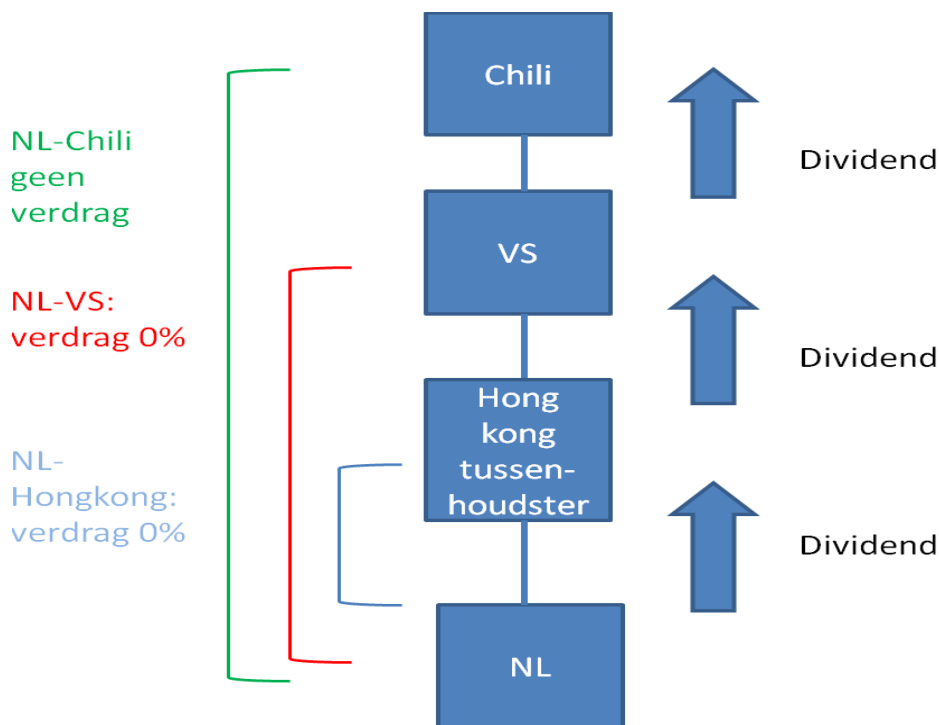 Chili
NL-Chili
geen
verdrag
Dividend
VS
NL-VS:
verdrag 0%
Dividend
Hong
kong
tussen-
houdster
NL-
Hongkong:
verdrag 0%
Dividend
NL